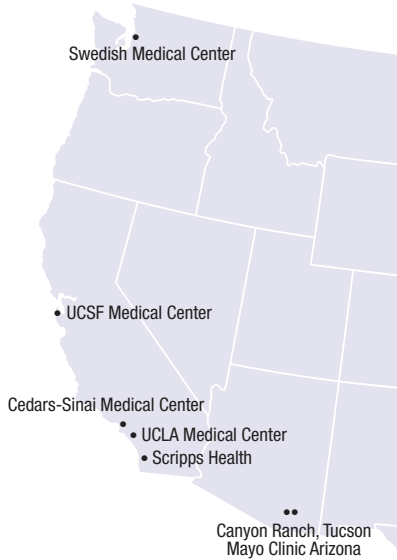 Swedish Medical Center
UCSF Medical Center
Cedars-Sinai Medical Center
UCLA Medical Center
Scripps Health
Canyon Ranch, Tucson
Mayo Clinic Arizona